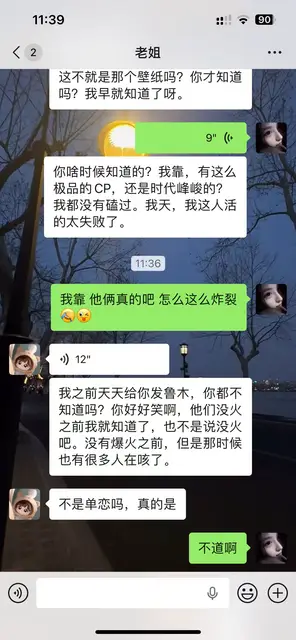 11:39
90
2
老姐
这不就是那个壁纸吗？你才知道
吗？我早就知道了呀。
9"
你啥时候知道的？我靠，有这么
极品的CP，还是时代峰峻的？
我都没有磕过。我天，我这人活
的太失败了。
11:36
我靠 他俩真的吧 怎么这么炸裂
12"
我之前天天给你发鲁木，你都不
知道吗？你好好笑啊，他们没火
之前我就知道了，也不是说没火
吧。没有爆火之前，但是那时候
也有很多人在咳了。
不是单恋吗，真的是
不道啊